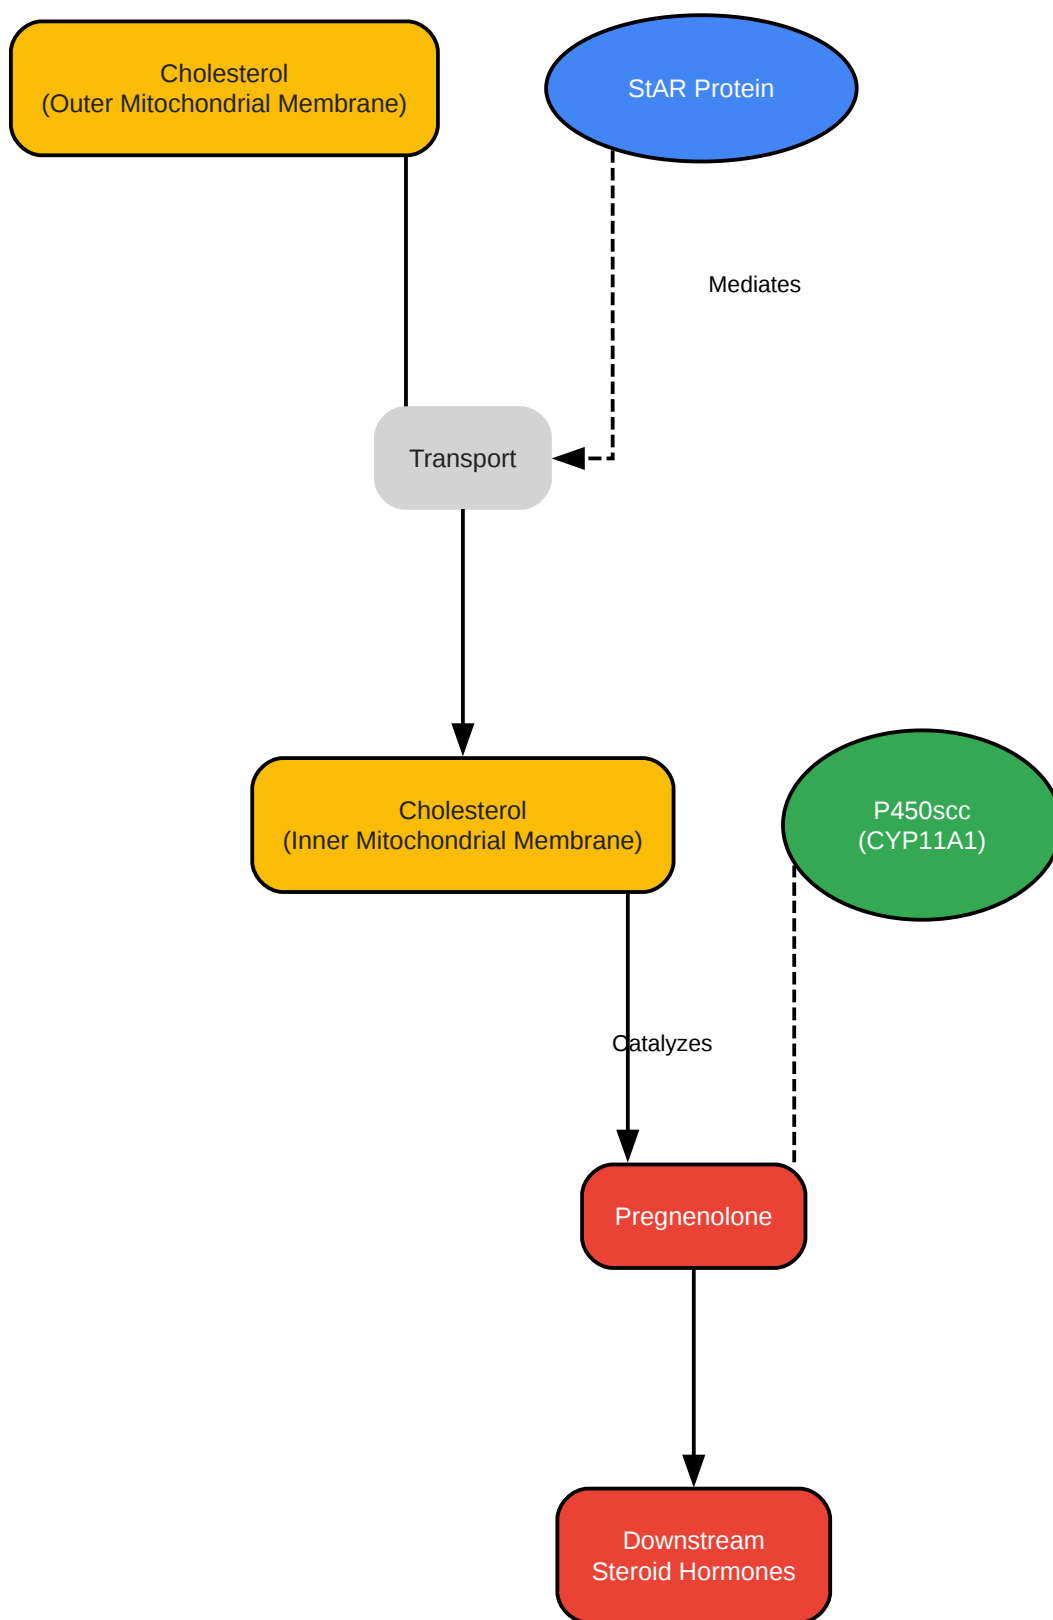 Cholesterol
(Outer Mitochondrial Membrane)
StAR Protein
Mediates
Transport
Cholesterol
(Inner Mitochondrial Membrane)
P450scc
(CYP11A1)
Catalyzes
Pregnenolone
Downstream
Steroid Hormones